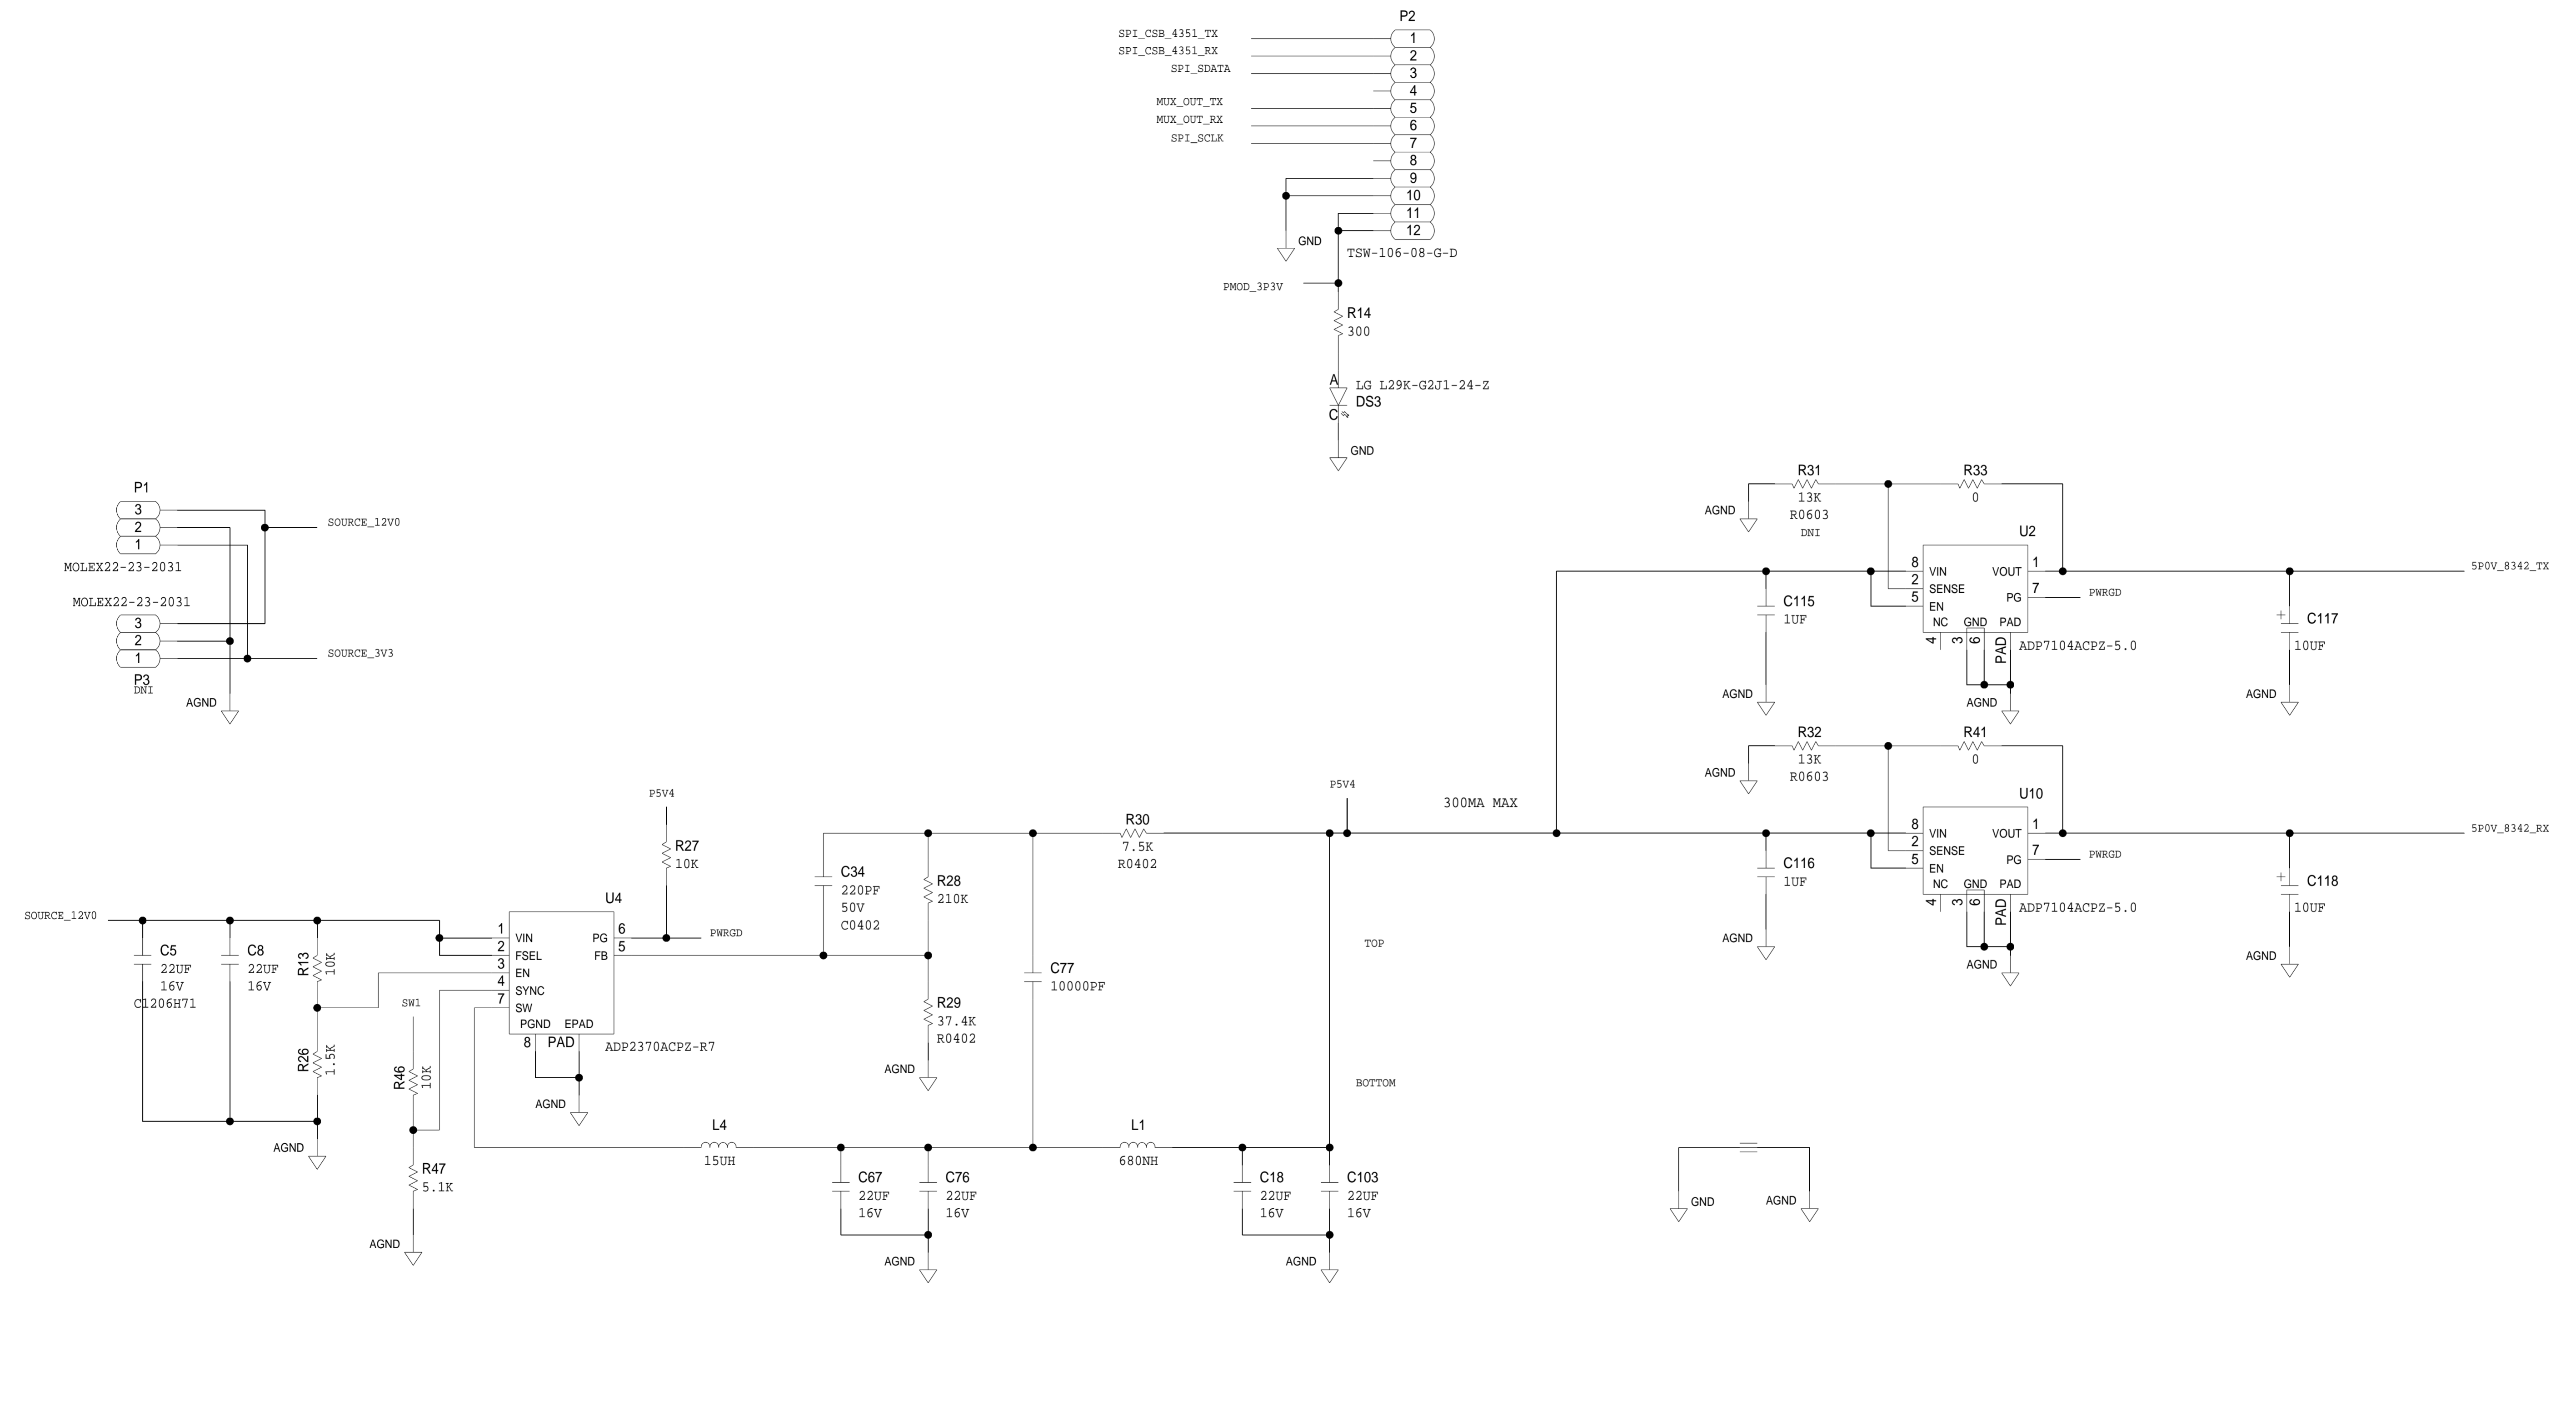 P2
SPI_CSB_4351_TX
1
SPI_CSB_4351_RX
2
SPI_SDATA
3
4
MUX_OUT_TX
5
MUX_OUT_RX
6
SPI_SCLK
7
8
9
10
11
12
GND
TSW-106-08-G-D
PMOD_3P3V
R14
300
A
LG L29K-G2J1-24-Z
DS3
C
GND
P1
3
2
1
SOURCE_12V0
MOLEX22-23-2031
MOLEX22-23-2031
3
2
1
SOURCE_3V3
P3
DNI
AGND
R31
13K
R0603
DNI
AGND
R33
0
U2
8 VIN
2 SENSE
5 EN
VOUT 1
PG 7
PWRGD
NC GND PAD
4 3 6 PAD
ADP7104ACPZ-5.0
AGND
C115
1UF
AGND
5P0V_8342_TX
C117
+
10UF
AGND
R32
13K
R0603
AGND
R41
0
U10
8 VIN
2 SENSE
5 EN
VOUT 1
PG 7
PWRGD
NC GND PAD
4 3 6 PAD
ADP7104ACPZ-5.0
AGND
C116
1UF
AGND
5P0V_8342_RX
C118
+
10UF
AGND
P5V4
R27
10K
PWRGD
SOURCE_12V0
C5
22UF
16V
C1206H71
C8
22UF
16V
R13
10K
R26
1.5K
AGND
SW1
R46
10K
R47
5.1K
AGND
U4
1 VIN
2 FSEL
3 EN
4 SYNC
7 SW
PG 6
FB 5
PGND EPAD
8 PAD
ADP2370ACPZ-R7
AGND
C34
220PF
50V
C0402
R28
210K
R29
37.4K
R0402
AGND
C77
10000PF
R30
7.5K
R0402
P5V4
300MA MAX
TOP
BOTTOM
L4
15UH
C67
22UF
16V
C76
22UF
16V
AGND
L1
680NH
C18
22UF
16V
C103
22UF
16V
AGND
GND
AGND